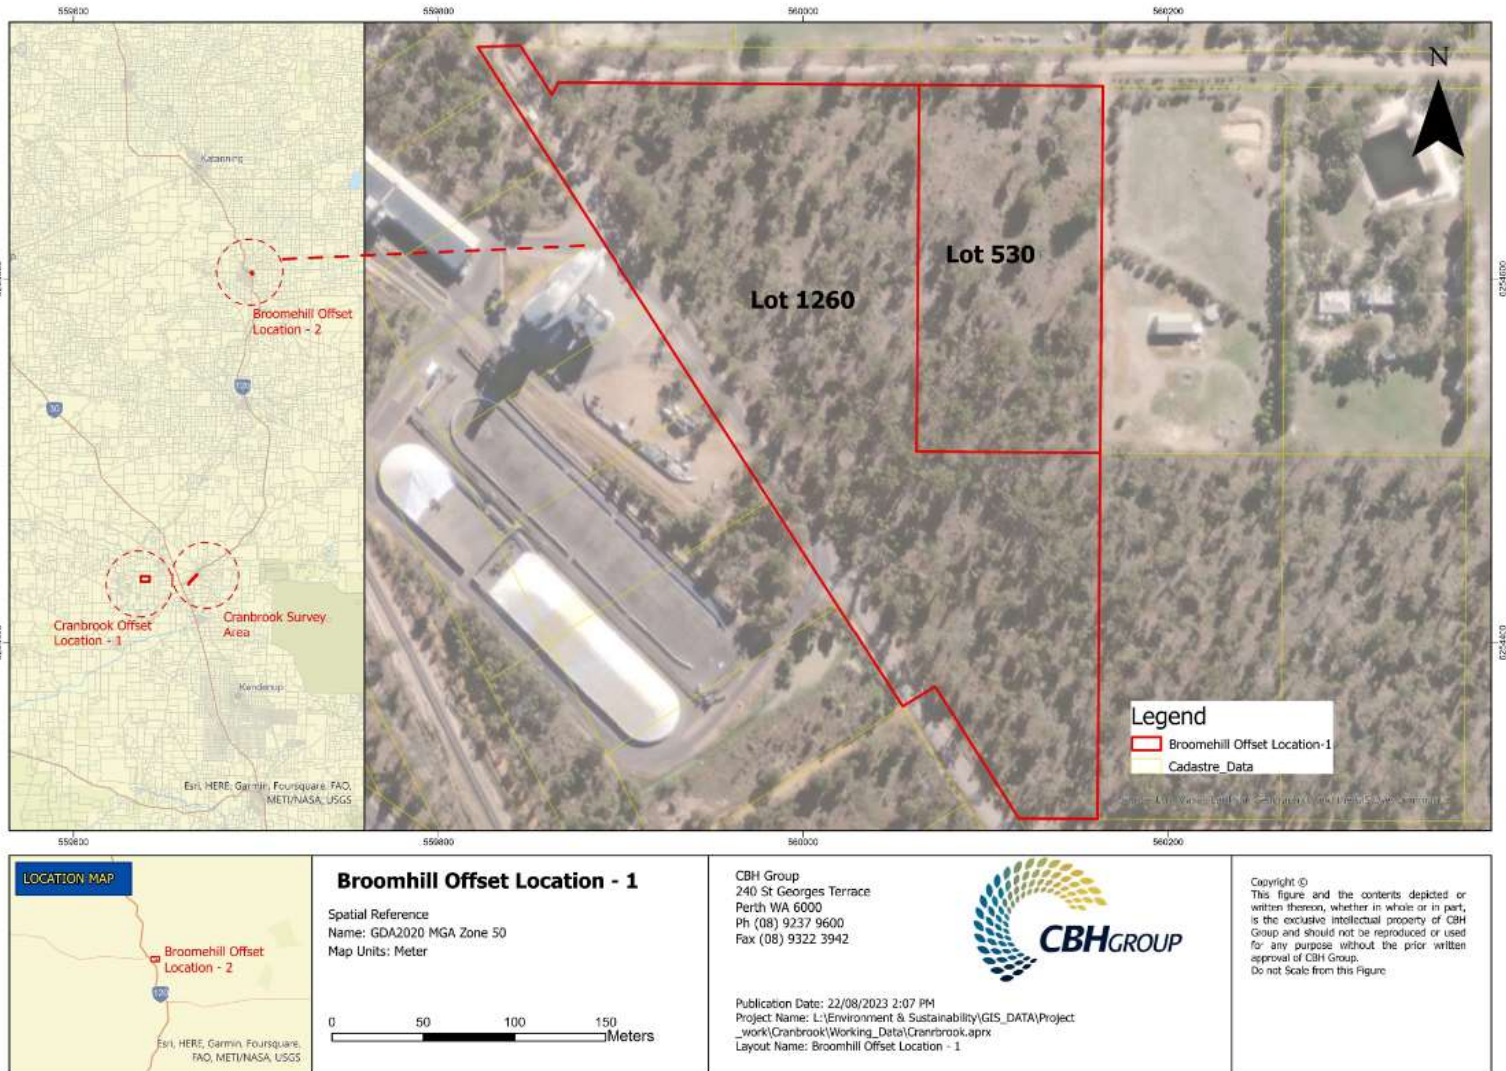 559600
559800
560000
560200
N
Katanning
Broomehill Offset
Location - 2
120
30
Cranbrook Offset
Location - 1
Cranbrook Survey
Area
Kendenup
Esri, HERE, Garmin, Foursquare, FAO,
METI/NASA, USGS
Lot 530
Lot 1260
6254600
6254400
Legend
Broomehill Offset Location-1
Cadastre_Data
559600
559800
560000
560200
LOCATION MAP
Broomehill Offset
Location - 2
120
Esri, HERE, Garmin, Foursquare,
FAO, METI/NASA, USGS
Broomhill Offset Location - 1
Spatial Reference
Name: GDA2020 MGA Zone 50
Map Units: Meter
0 50 100 150
Meters
CBH Group
240 St Georges Terrace
Perth WA 6000
Ph (08) 9237 9600
Fax (08) 9322 3942
CBHGROUP
Publication Date: 22/08/2023 2:07 PM
Project Name: L:\Environment & Sustainability\GIS_DATA\Project
_work\Cranbrook\Working_Data\Cranrbrook.aprx
Layout Name: Broomhill Offset Location - 1
Copyright ©
This figure and the contents depicted or
written thereon, whether in whole or in part,
is the exclusive intellectual property of CBH
Group and should not be reproduced or used
for any purpose without the prior written
approval of CBH Group.
Do not Scale from this Figure